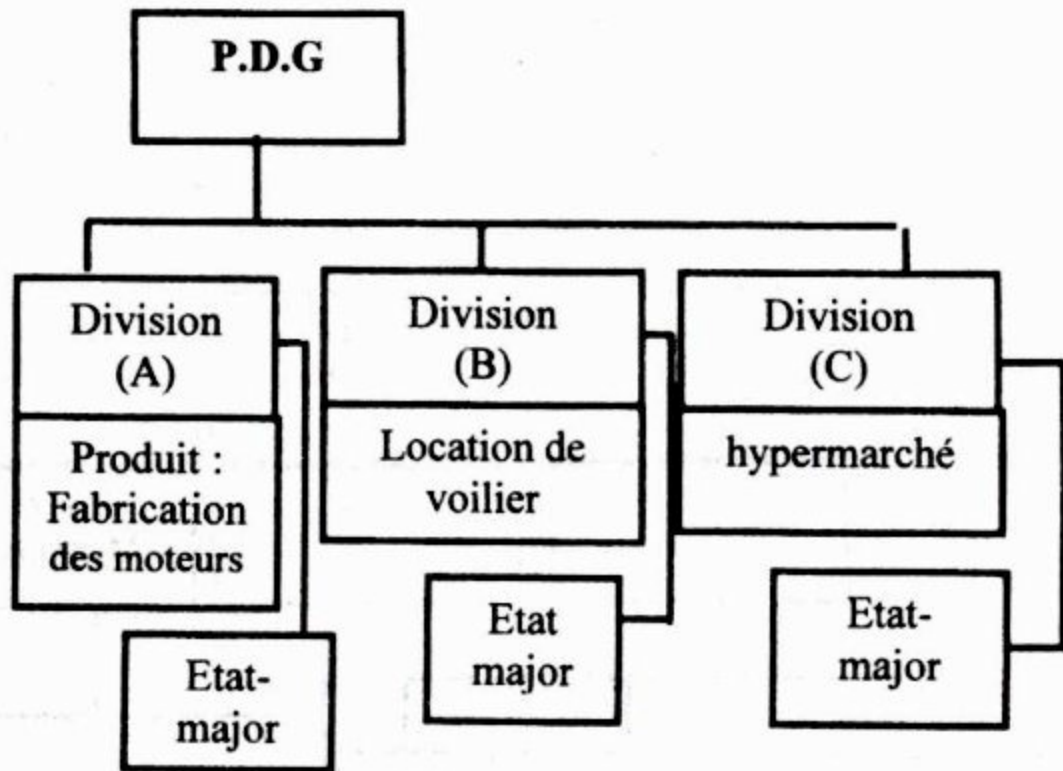 P.D.G
Division
(A)
Produit :
Fabrication
des moteurs
Etat-
major
Division
(B)
Location de
voilier
Etat
major
Division
(C)
hypermarché
Etat-
major